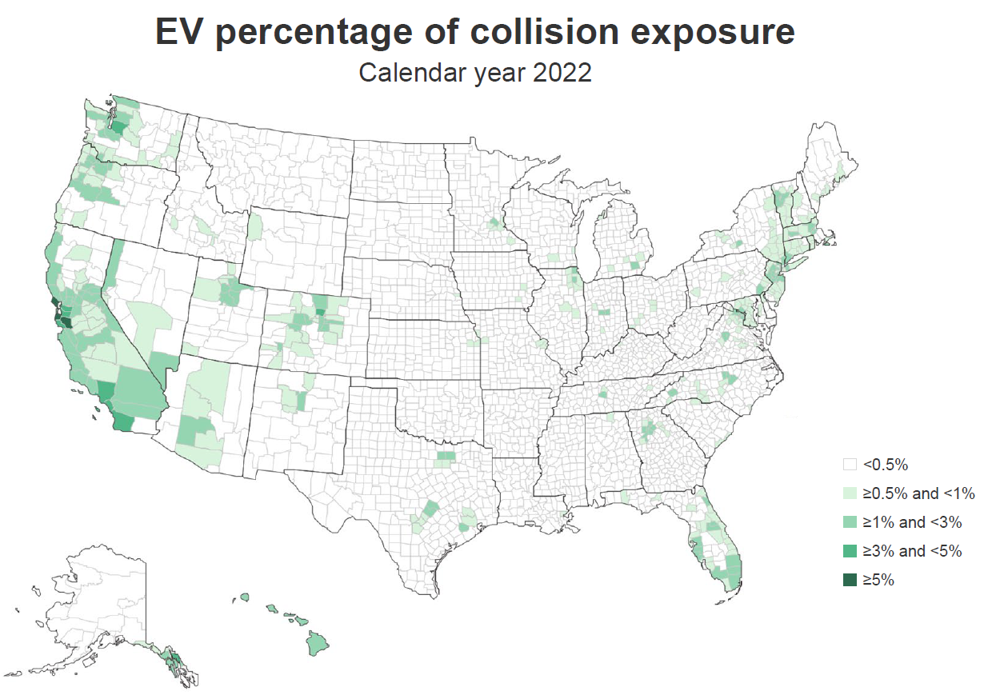 EV percentage of collision exposure
Calendar year 2022
<0.5%
≥0.5% and <1%
≥1% and <3%
≥3% and <5%
≥5%